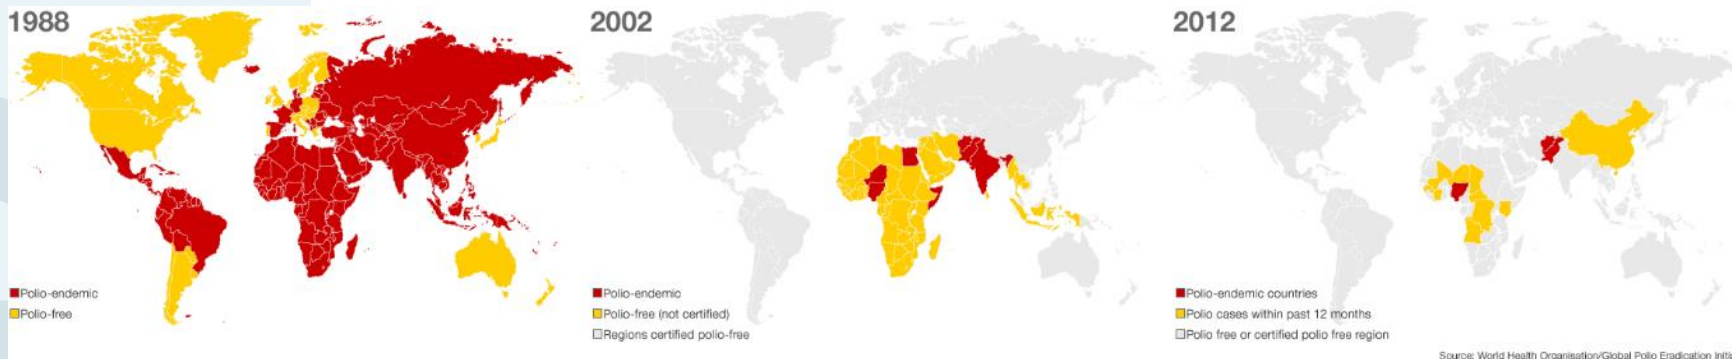 1988
Polio-endemic
Polio-free
2002
Polio-endemic
Polio-free (not certified)
Regions certified polio-free
2012
Polio-endemic countries
Polio cases within past 12 months
Polio free or certified polio free region
Source: World Health Organisation/Global Polio Eradication Initi